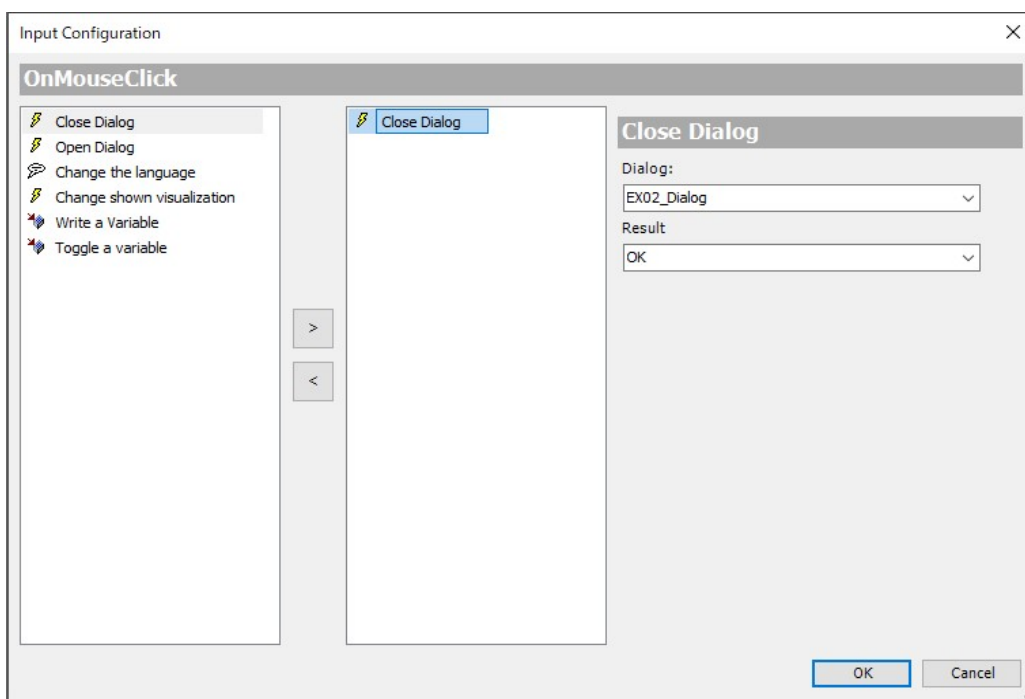 Input Configuration
OnMouseClick
Close Dialog
Open Dialog
Change the language
Change shown visualization
Write a Variable
Toggle a variable
>
<
Close Dialog
Close Dialog
Dialog:
EX02_Dialog
Result
OK
OK
Cancel